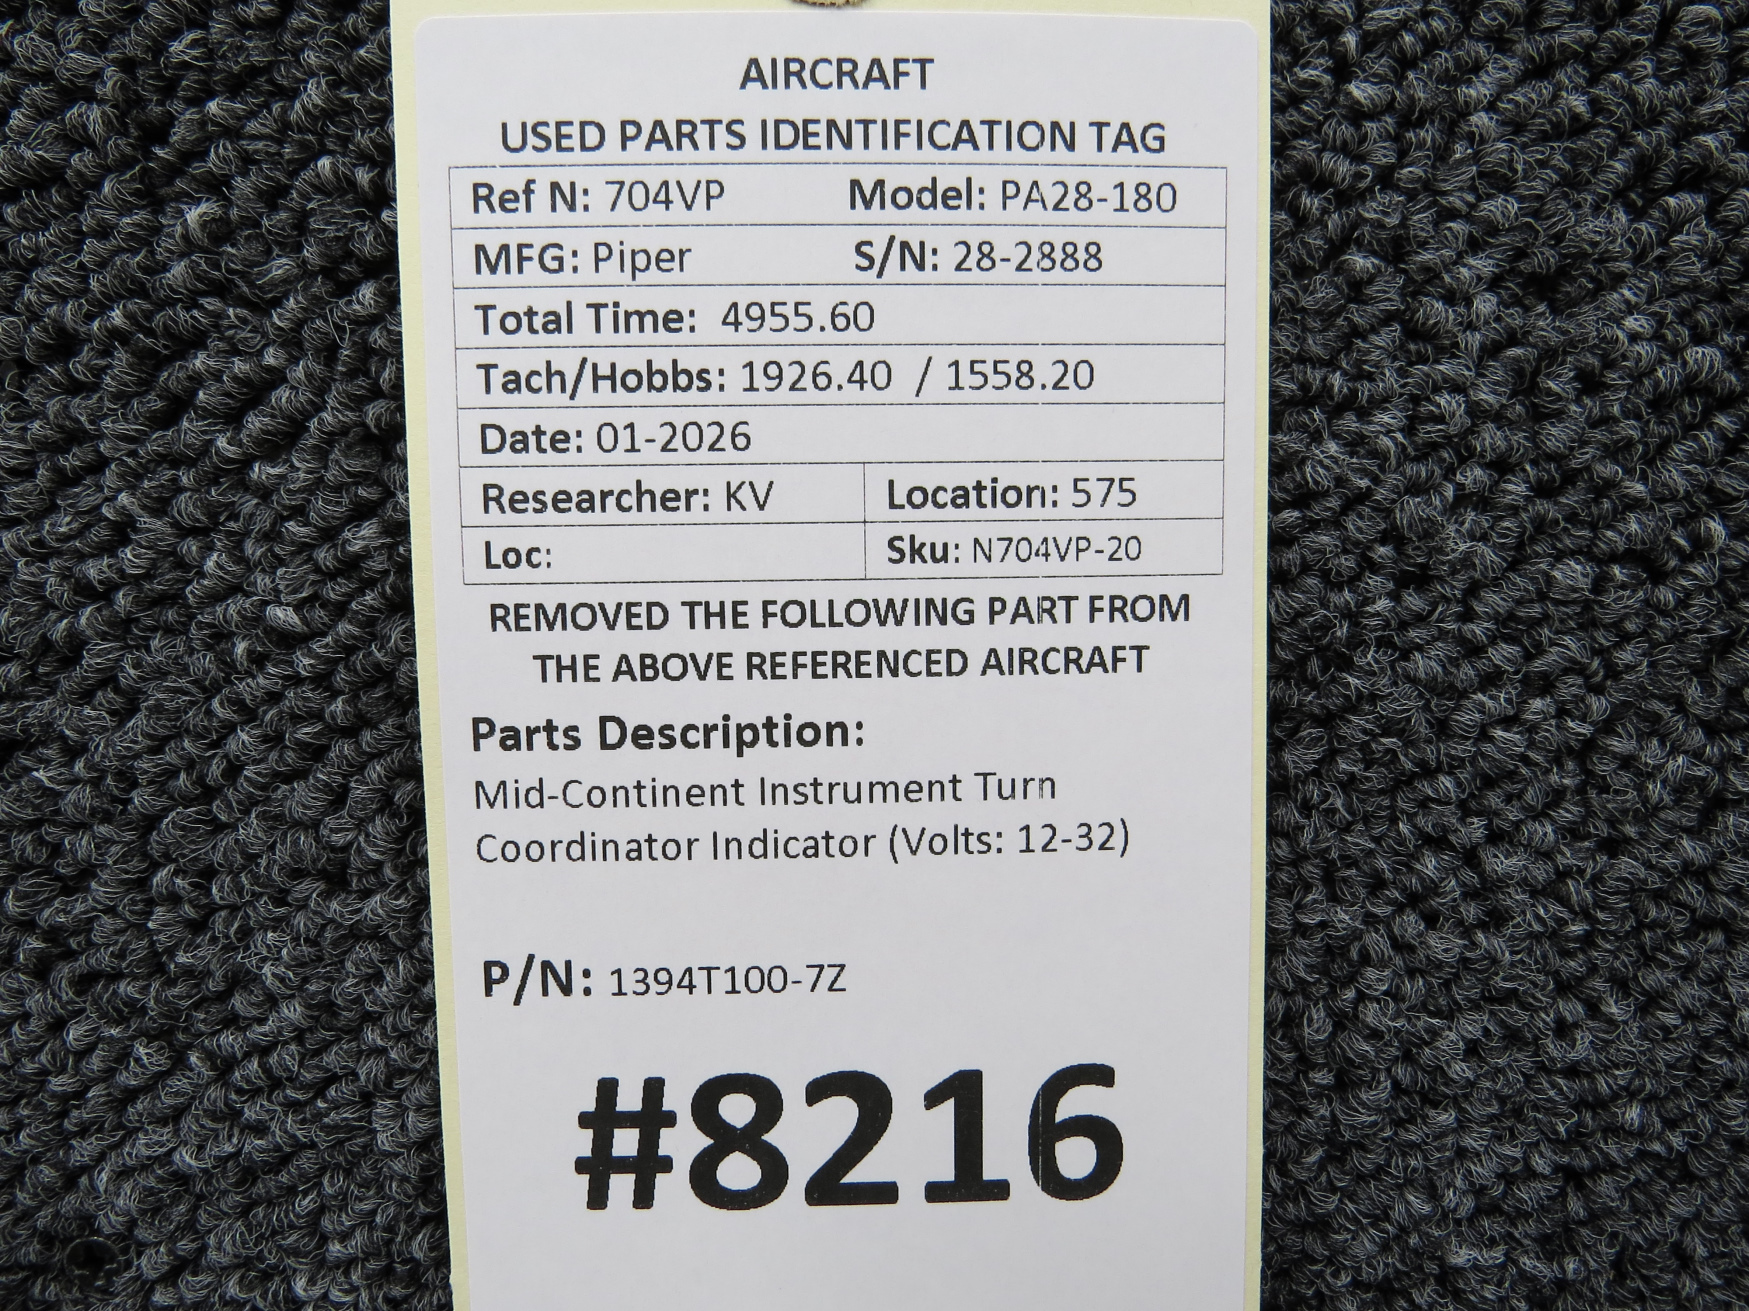 AIRCRAFT
USED PARTS IDENTIFICATION TAG
Ref N: 704VP Model: PA28-180
MFG: Piper S/N: 28-2888
Total Time: 4955.60
Tach/Hobbs: 1926.40 / 1558.20
Date: 01-2026
Researcher: KV Location: 575
Loc: Sku: N704VP-20
REMOVED THE FOLLOWING PART FROM
THE ABOVE REFERENCED AIRCRAFT
Parts Description:
Mid-Continent Instrument Turn
Coordinator Indicator (Volts: 12-32)
P/N: 1394T100-7Z
#8216